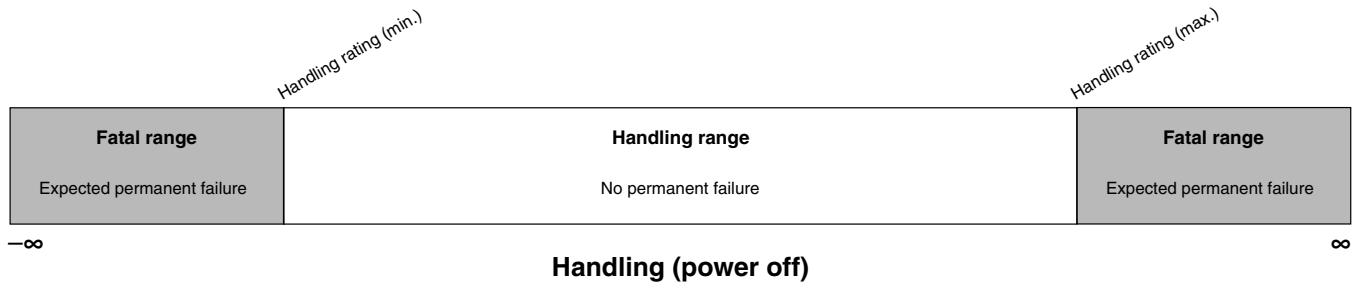 Handling rating (min.)
Handling rating (max.)
Fatal range
Handling range
Fatal range
Expected permanent failure
No permanent failure
Expected permanent failure
–∞
∞
Handling (power off)